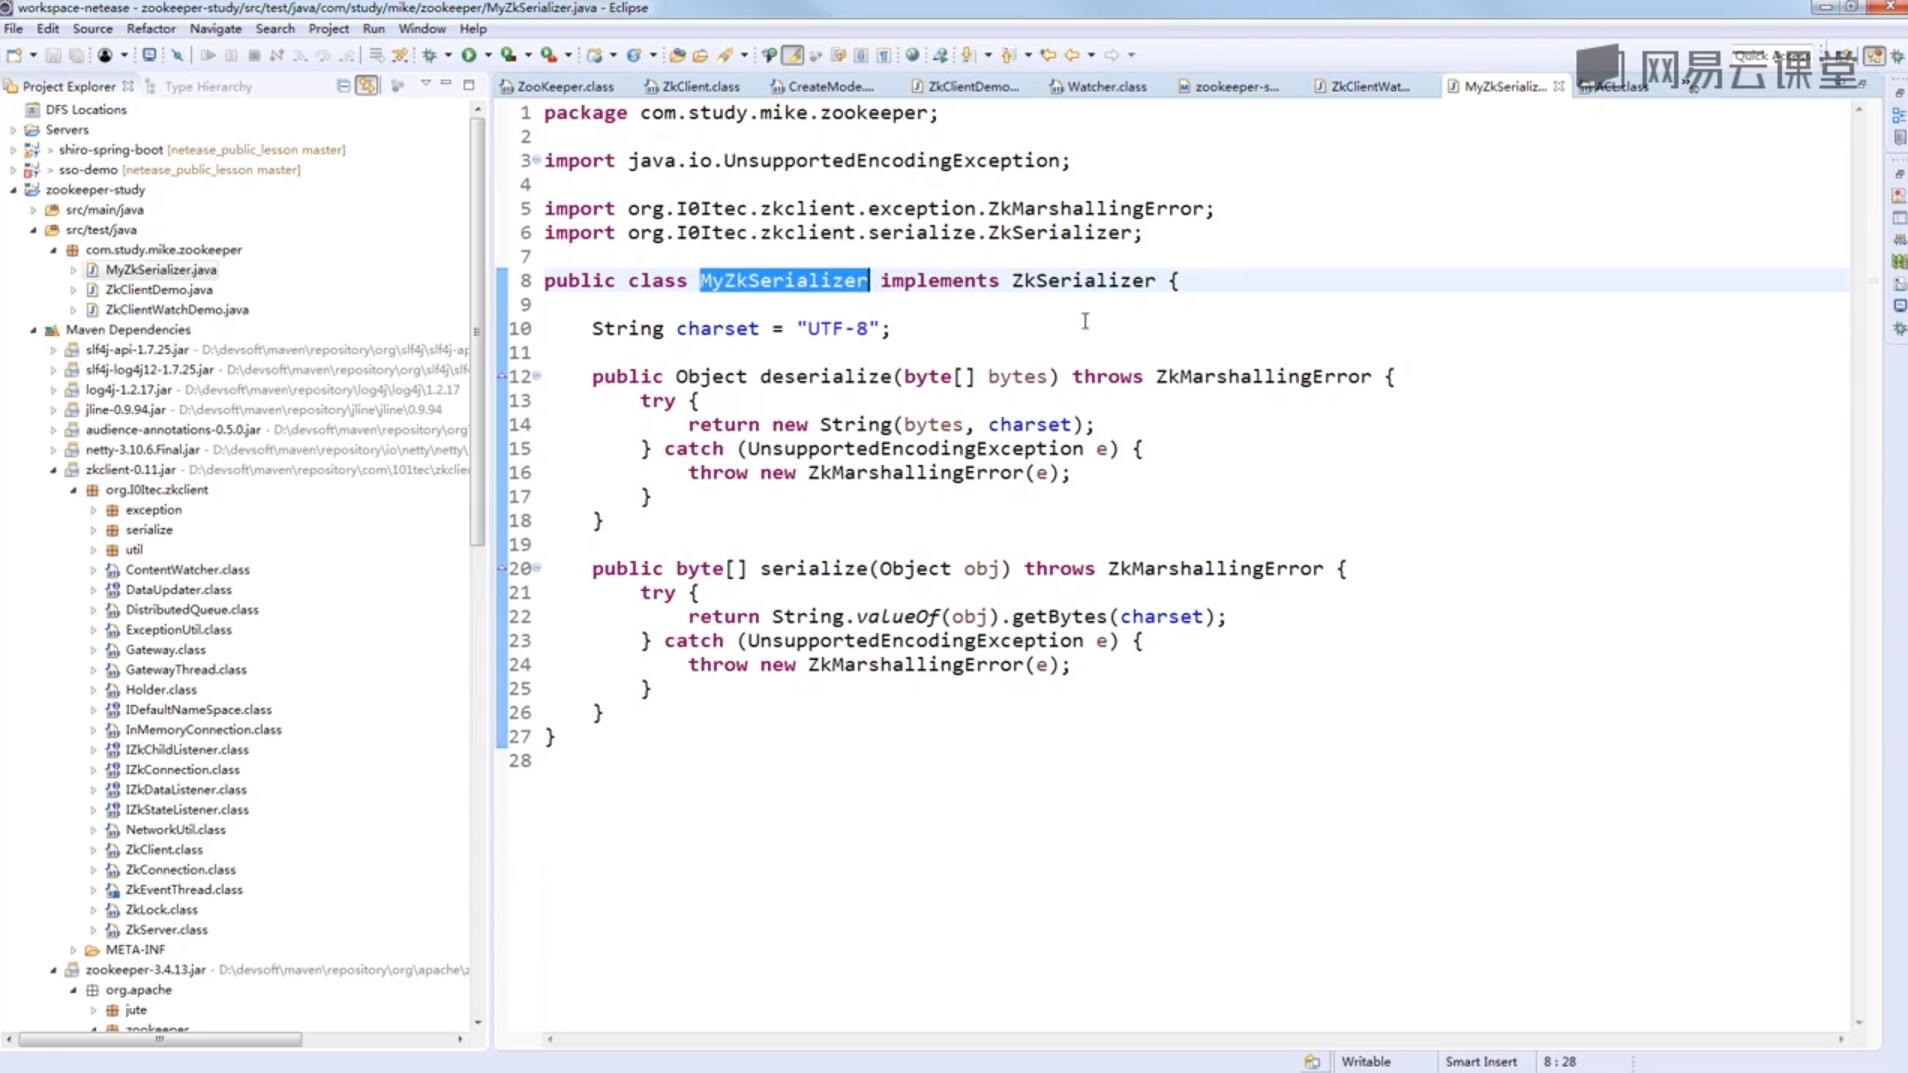 workspace-netease - zookeeper-study/src/test/java/com/study/mike/zookeeper/MyZkSerializer.java - Eclipse
File Edit Source Refactor Navigate Search Project Run Window Help
Quick Access
网易云课堂
Project Explorer Type Hierarchy
ZooKeeper.class ZkClient.class CreateMode.... ZkClientDemo... Watcher.class zookeeper-s... ZkClientWat... MyZkSerializ... ACL.class
DFS Locations
Servers
> shiro-spring-boot [netease_public_lesson master]
> sso-demo [netease_public_lesson master]
zookeeper-study
src/main/java
src/test/java
com.study.mike.zookeeper
MyZkSerializer.java
ZkClientDemo.java
ZkClientWatchDemo.java
Maven Dependencies
slf4j-api-1.7.25.jar - D:\devsoft\maven\repository\org\slf4j\slf4j-ap
slf4j-log4j12-1.7.25.jar - D:\devsoft\maven\repository\org\slf4j\slf
log4j-1.2.17.jar - D:\devsoft\maven\repository\log4j\log4j\1.2.17
jline-0.9.94.jar - D:\devsoft\maven\repository\jline\jline\0.9.94
audience-annotations-0.5.0.jar - D:\devsoft\maven\repository\org
netty-3.10.6.Final.jar - D:\devsoft\maven\repository\io\netty\netty\
zkclient-0.11.jar - D:\devsoft\maven\repository\com\101tec\zkclie
org.I0Itec.zkclient
exception
serialize
util
ContentWatcher.class
DataUpdater.class
DistributedQueue.class
ExceptionUtil.class
Gateway.class
GatewayThread.class
Holder.class
IDefaultNameSpace.class
InMemoryConnection.class
IZkChildListener.class
IZkConnection.class
IZkDataListener.class
IZkStateListener.class
NetworkUtil.class
ZkClient.class
ZkConnection.class
ZkEventThread.class
ZkLock.class
ZkServer.class
META-INF
zookeeper-3.4.13.jar - D:\devsoft\maven\repository\org\apache\z
org.apache
jute
zookeeper
1 package com.study.mike.zookeeper;
2
3 import java.io.UnsupportedEncodingException;
4
5 import org.I0Itec.zkclient.exception.ZkMarshallingError;
6 import org.I0Itec.zkclient.serialize.ZkSerializer;
7
8 public class MyZkSerializer implements ZkSerializer {
9
10 String charset = "UTF-8";
11
12 public Object deserialize(byte[] bytes) throws ZkMarshallingError {
13 try {
14 return new String(bytes, charset);
15 } catch (UnsupportedEncodingException e) {
16 throw new ZkMarshallingError(e);
17 }
18 }
19
20 public byte[] serialize(Object obj) throws ZkMarshallingError {
21 try {
22 return String.valueOf(obj).getBytes(charset);
23 } catch (UnsupportedEncodingException e) {
24 throw new ZkMarshallingError(e);
25 }
26 }
27 }
28
Writable Smart Insert 8 : 28